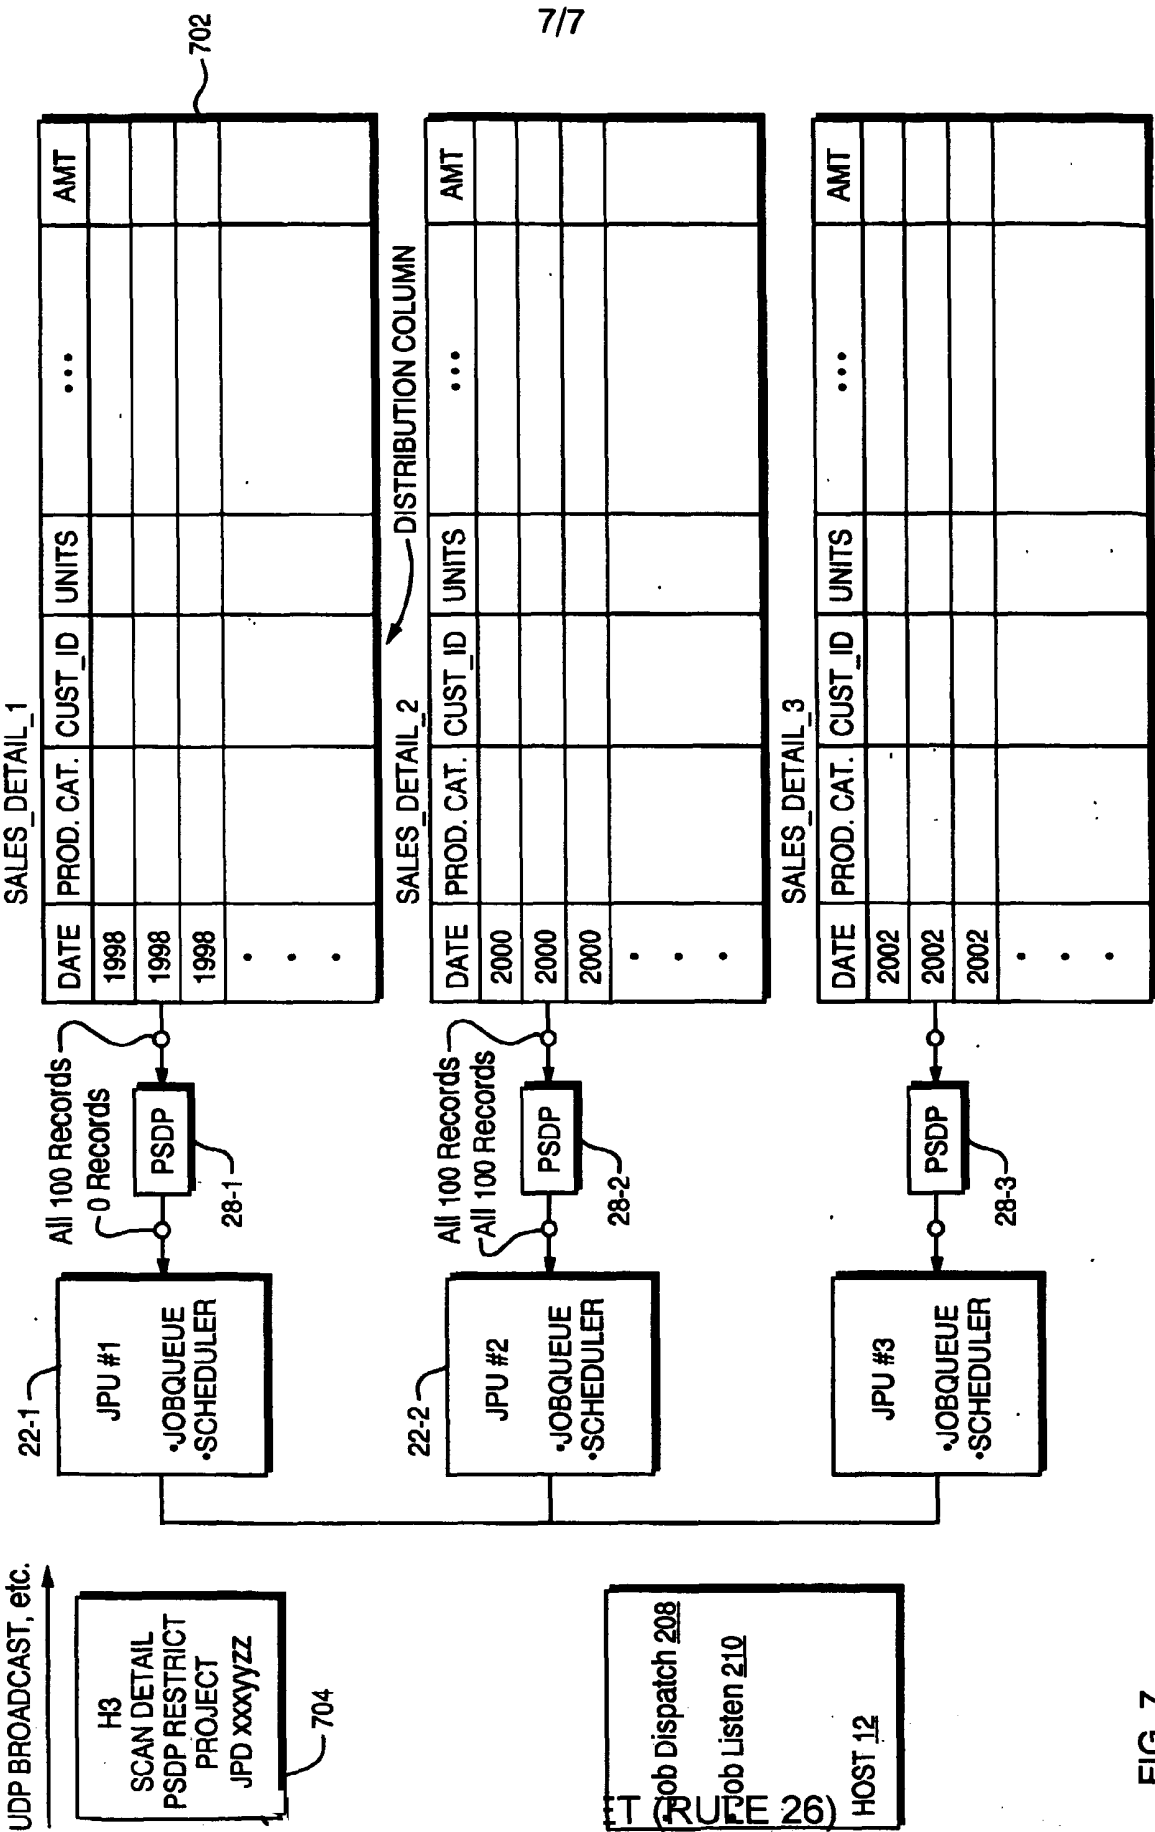 7/7
UDP BROADCAST, etc.
H3
SCAN DETAIL
PSDP RESTRICT
PROJECT
JPD xxxyyzz
704
22-1
JPU #1
•JOBQUEUE
•SCHEDULER
All 100 Records
0 Records
PSDP
28-1
SALES_DETAIL_1
DATE PROD. CAT. CUST_ID UNITS ... AMT
1998
1998
1998
702
DISTRIBUTION COLUMN
22-2
JPU #2
•JOBQUEUE
•SCHEDULER
All 100 Records
All 100 Records
PSDP
28-2
SALES_DETAIL_2
DATE PROD. CAT. CUST_ID UNITS ... AMT
2000
2000
2000
JPU #3
•JOBQUEUE
•SCHEDULER
PSDP
28-3
SALES_DETAIL_3
DATE PROD. CAT. CUST_ID UNITS ... AMT
2002
2002
2002
Job Dispatch 208
Job Listen 210
HOST 12
(RULE 26)
FIG. 7